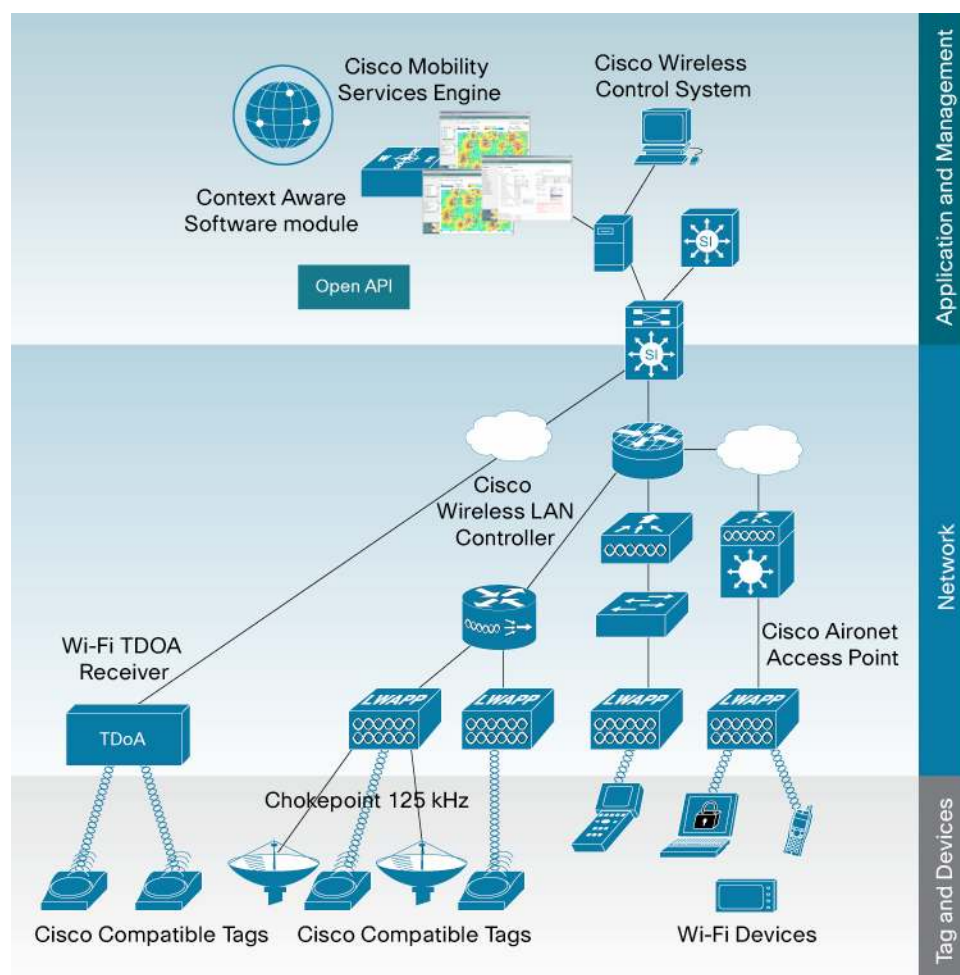 Cisco Mobility
Services Engine
Cisco Wireless
Control System
Context Aware
Software module
SI
Open API
SI
Application and Management
Cisco
Wireless LAN
Controller
Wi-Fi TDOA
Receiver
Cisco Aironet
Access Point
Network
LWAPP
LWAPP
LWAPP
LWAPP
TDoA
Chokepoint 125 kHz
Cisco Compatible Tags
Cisco Compatible Tags
Wi-Fi Devices
Tag and Devices